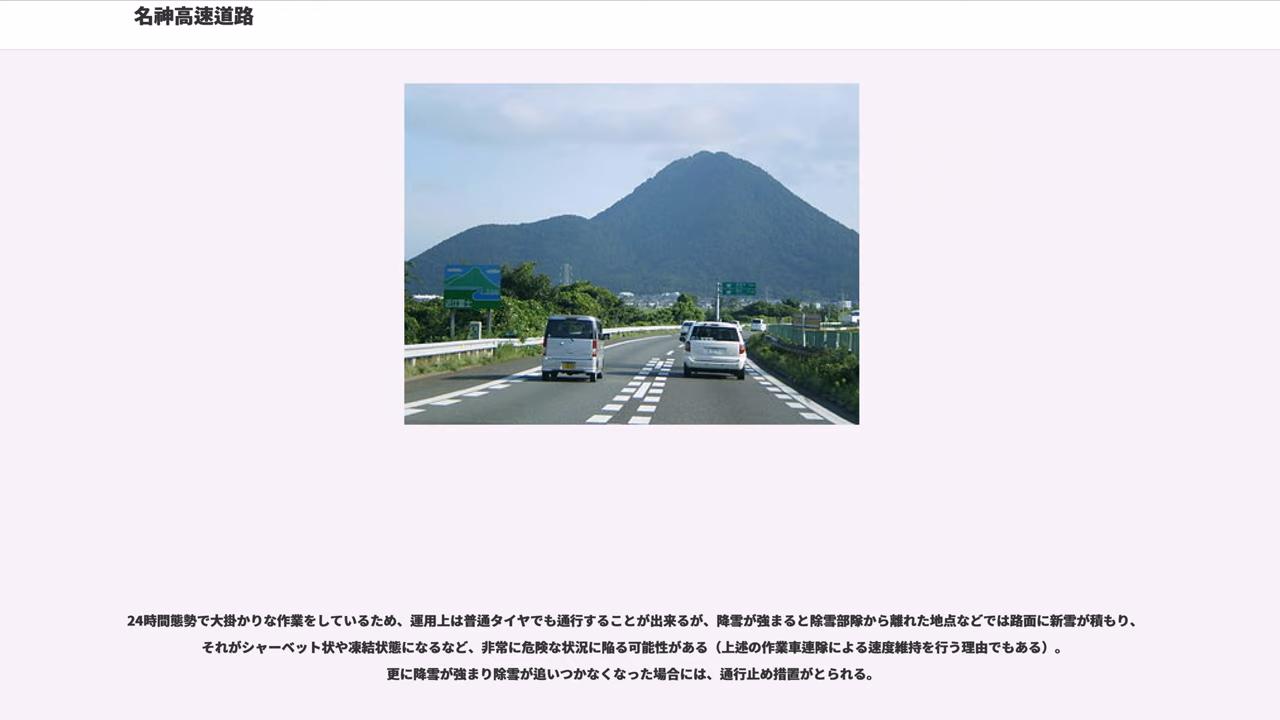 名神高速道路
24時間態勢で大掛かりな作業をしているため、運用上は普通タイヤでも通行することが出来るが、降雪が強まると除雪部隊から離れた地点などでは路面に新雪が積もり、
それがシャーベット状や凍結状態になるなど、非常に危険な状況に陥る可能性がある（上述の作業車連隊による速度維持を行う理由でもある）。
更に降雪が強まり除雪が追いつかなくなった場合には、通行止め措置がとられる。